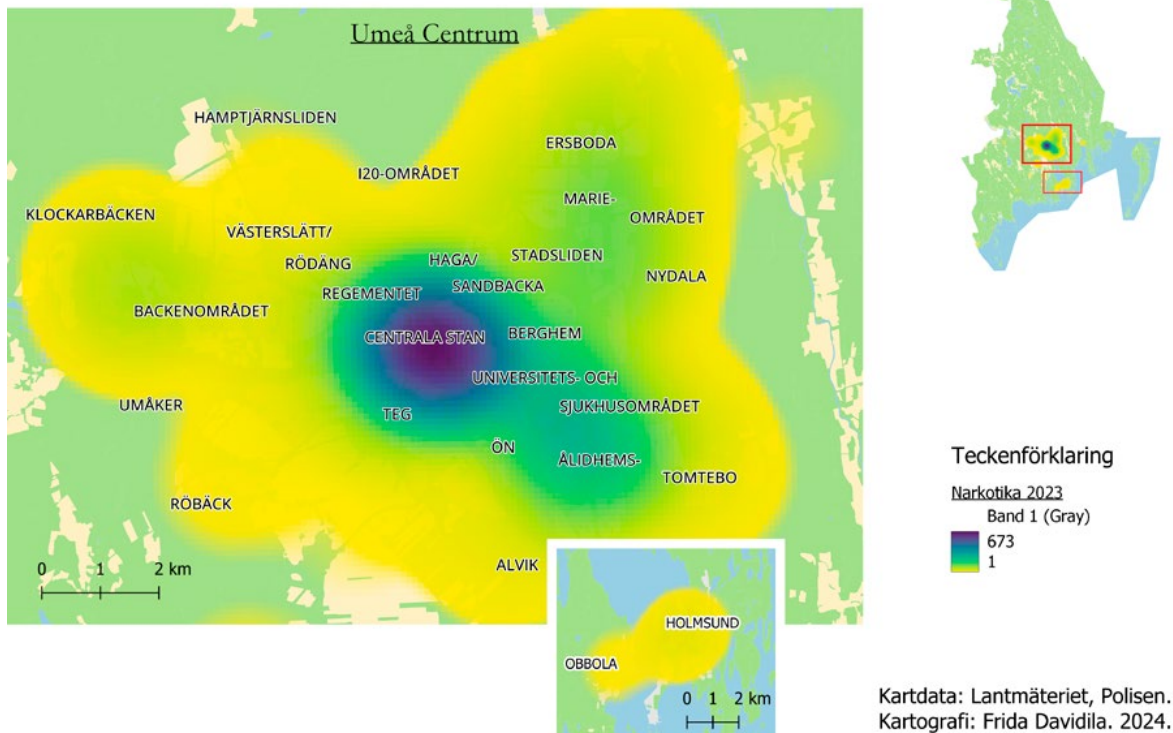 Umeå Centrum
HAMPTJÄRNSLIDEN
ERSBODA
I20-OMRÅDET
MARIE-
KLOCKARBÄCKEN
OMRÅDET
VÄSTERSLÄTT/
RÖDÄNG
HAGA/
STADSLIDEN
NYDALA
REGEMENTET
SANDBACKA
BACKENOMRÅDET
CENTRALA STAN
BERGHEM
UNIVERSITETS- OCH
UMÅKER
SJUKHUSOMRÅDET
TEG
ÖN
ÅLIDHEMS-
TOMTEBO
RÖBÄCK
ALVIK
0 1 2 km
HOLMSUND
OBBOLA
0 1 2 km
Teckenförklaring
Narkotika 2023
Band 1 (Gray)
673
1
Kartdata: Lantmäteriet, Polisen.
Kartografi: Frida Davidila. 2024.